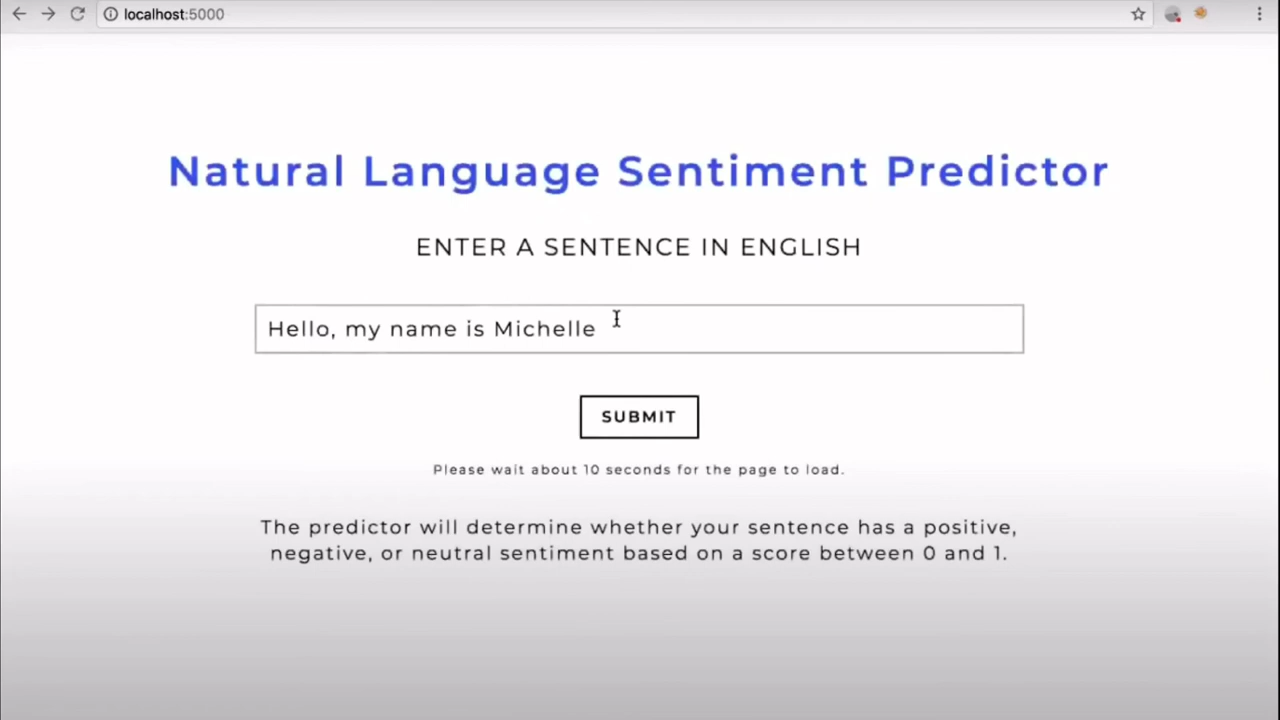 localhost:5000
Natural Language Sentiment Predictor
ENTER A SENTENCE IN ENGLISH
Hello, my name is Michelle
SUBMIT
Please wait about 10 seconds for the page to load.
The predictor will determine whether your sentence has a positive,
negative, or neutral sentiment based on a score between 0 and 1.